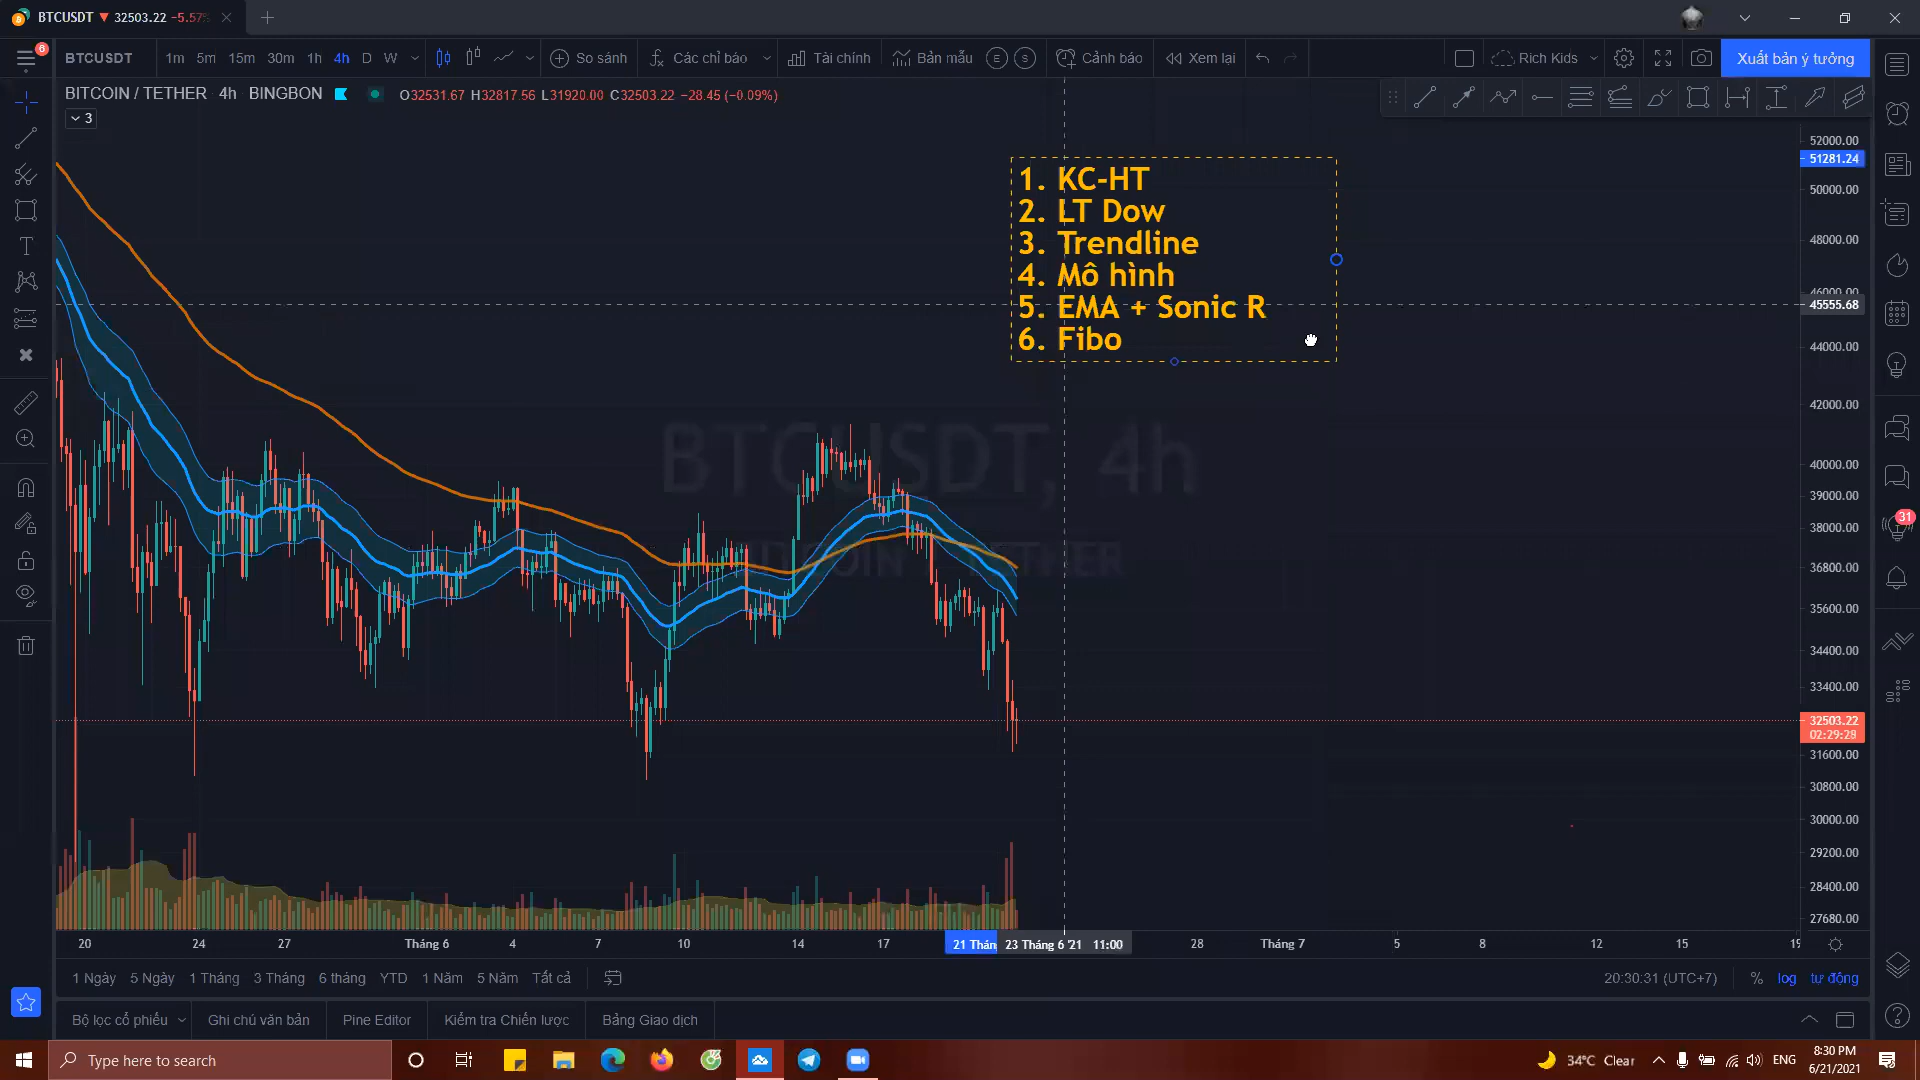 BTCUSDT ▼ 32503.22 -5.57%
6
BTCUSDT 1m 5m 15m 30m 1h 4h D W So sánh Các chỉ báo Tài chính Bản mẫu E S Cảnh báo Xem lại Rich Kids Xuất bản ý tưởng
BITCOIN / TETHER 4h BINGBON O32531.67 H32817.56 L31920.00 C32503.22 −28.45 (−0.09%)
3
1. KC-HT
2. LT Dow
3. Trendline
4. Mô hình
5. EMA + Sonic R
6. Fibo
BTCUSDT, 4h
BITCOIN / TETHER
52000.00
51281.24
50000.00
48000.00
46000.00
45555.68
44000.00
42000.00
40000.00
39000.00
38000.00
36800.00
35600.00
34400.00
33400.00
32503.22
02:29:28
31600.00
30800.00
30000.00
29200.00
28400.00
27680.00
31
20 24 27 Tháng 6 4 7 10 14 17 21 Thán 23 Tháng 6 '21 11:00 28 Tháng 7 5 8 12 15 19
1 Ngày 5 Ngày 1 Tháng 3 Tháng 6 tháng YTD 1 Năm 5 Năm Tất cả 20:30:31 (UTC+7) % log tự động
Bộ lọc cổ phiếu Ghi chú văn bản Pine Editor Kiểm tra Chiến lược Bảng Giao dịch
Type here to search 34°C Clear ENG 8:30 PM
6/21/2021